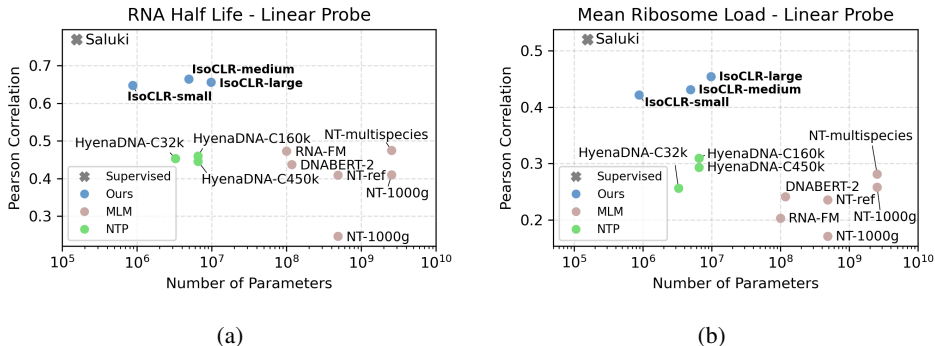 RNA Half Life - Linear Probe
Pearson Correlation
0.7
0.6
0.5
0.4
0.3
Saluki
IsoCLR-medium
IsoCLR-large
IsoCLR-small
HyenaDNA-C32k
HyenaDNA-C160k
NT-multispecies
RNA-FM
DNABERT-2
HyenaDNA-C450k
NT-ref
NT-1000g
NT-1000g
Supervised
Ours
MLM
NTP
10^5
10^6
10^7
10^8
10^9
10^10
Number of Parameters
(a)
Mean Ribosome Load - Linear Probe
Pearson Correlation
0.5
0.4
0.3
0.2
Saluki
IsoCLR-large
IsoCLR-medium
IsoCLR-small
NT-multispecies
HyenaDNA-C32k
HyenaDNA-C160k
HyenaDNA-C450k
DNABERT-2
NT-ref
RNA-FM
NT-1000g
NT-1000g
Supervised
Ours
MLM
NTP
10^5
10^6
10^7
10^8
10^9
10^10
Number of Parameters
(b)